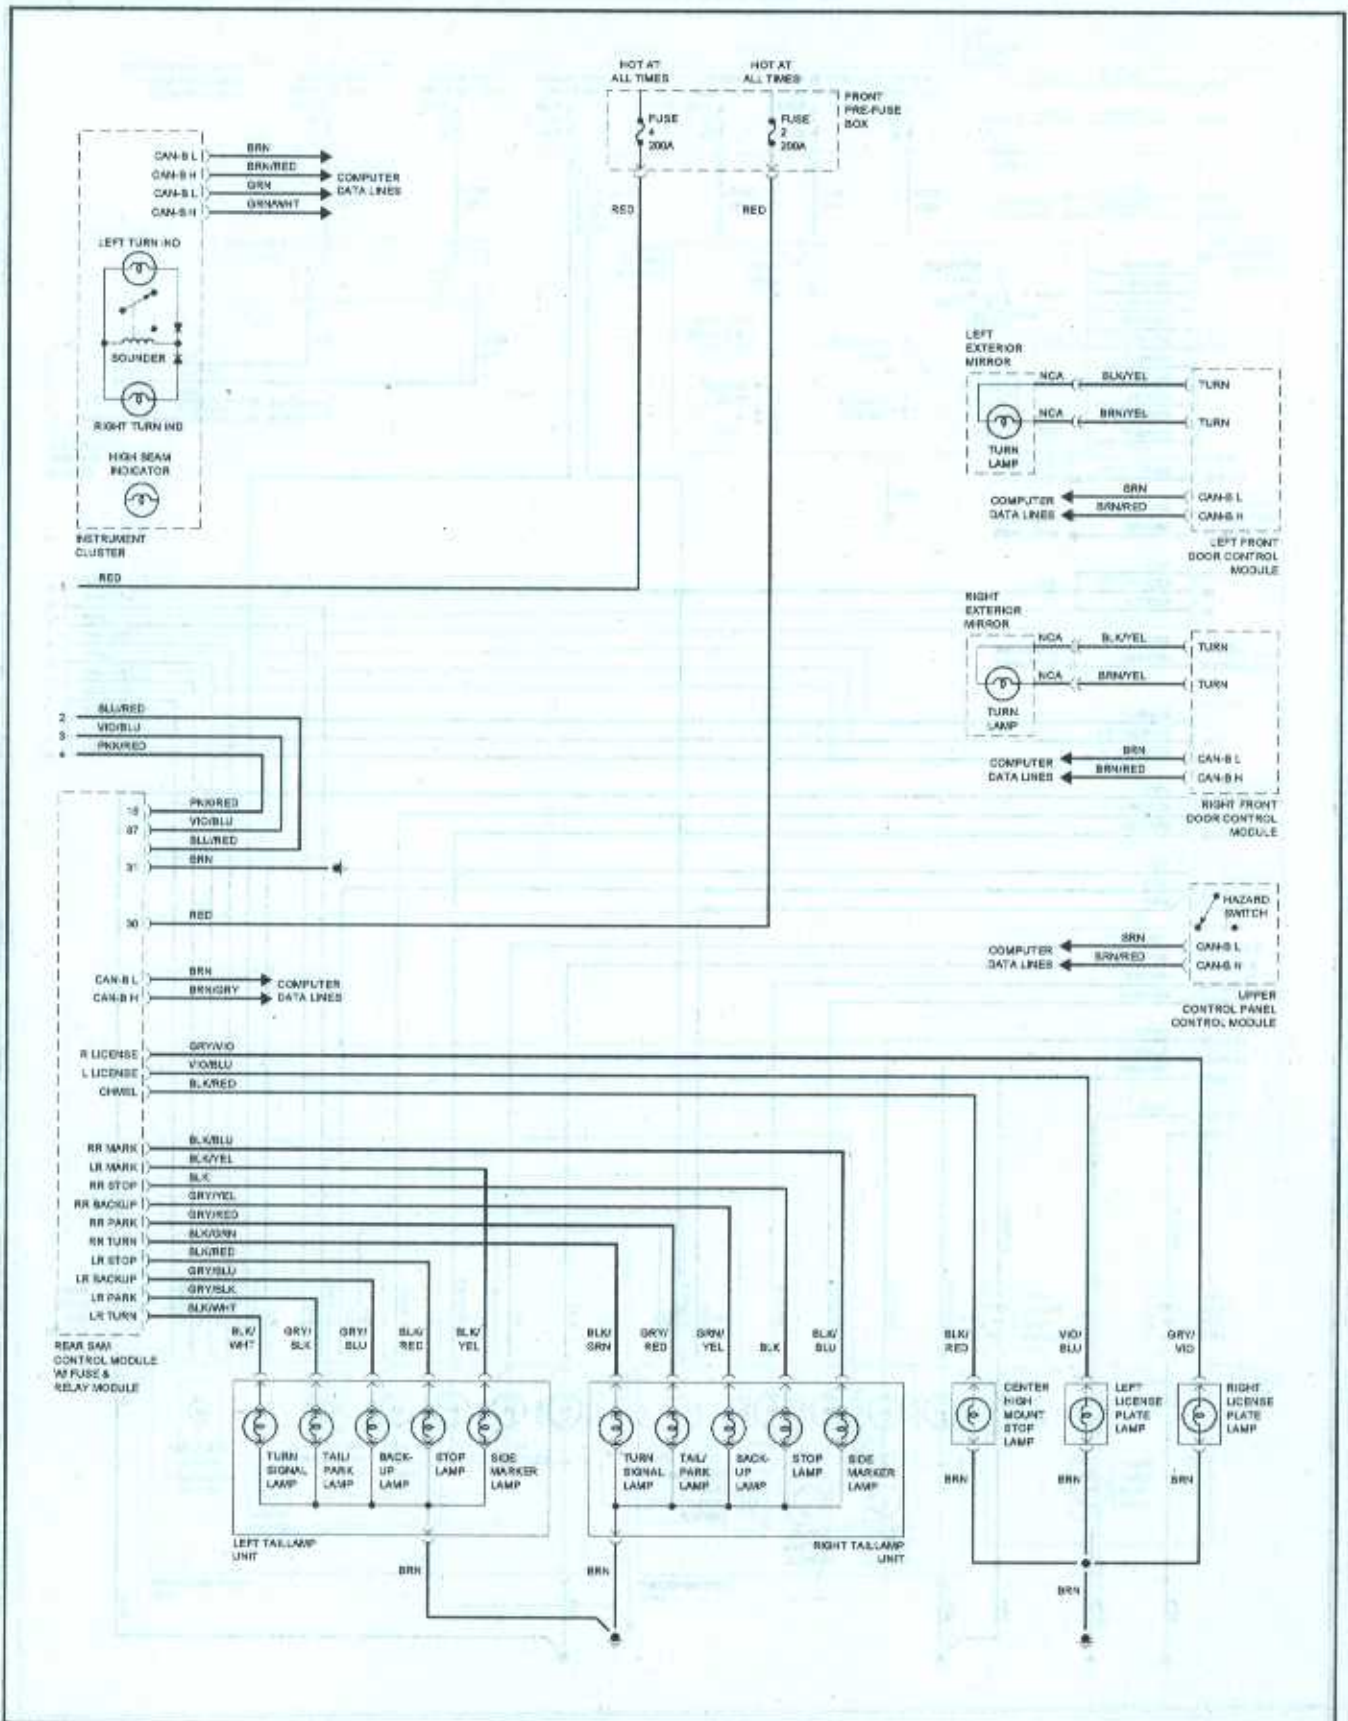 HOT AT
ALL TIMES
HOT AT
ALL TIMES
FUSE
4
200A
FUSE
2
200A
FRONT
PRE-FUSE
BOX
RED
RED
CAN-B L
BRN
CAN-B H
BRN/RED
CAN-B L
GRN
CAN-B H
GRN/WHT
COMPUTER
DATA LINES
LEFT TURN IND
SOUNDER
RIGHT TURN IND
HIGH BEAM
INDICATOR
INSTRUMENT
CLUSTER
1
RED
LEFT
EXTERIOR
MIRROR
NCA
BLK/YEL
TURN
NCA
BRN/YEL
TURN
TURN
LAMP
COMPUTER
DATA LINES
BRN
CAN-B L
BRN/RED
CAN-B H
LEFT FRONT
DOOR CONTROL
MODULE
RIGHT
EXTERIOR
MIRROR
NCA
BLK/YEL
TURN
NCA
BRN/YEL
TURN
TURN
LAMP
COMPUTER
DATA LINES
BRN
CAN-B L
BRN/RED
CAN-B H
RIGHT FRONT
DOOR CONTROL
MODULE
2
BLU/RED
3
VIO/BLU
4
PNK/RED
PNK/RED
87
VIO/BLU
BLU/RED
31
BRN
30
RED
CAN-B L
BRN
CAN-B H
BRN/GRY
COMPUTER
DATA LINES
HAZARD
SWITCH
COMPUTER
DATA LINES
BRN
CAN-B L
BRN/RED
CAN-B H
UPPER
CONTROL PANEL
CONTROL MODULE
R LICENSE
GRY/VIO
L LICENSE
VIO/BLU
CHMSL
BLK/RED
RR MARK
BLK/BLU
LR MARK
BLK/YEL
RR STOP
BLK
RR BACKUP
GRY/YEL
RR PARK
GRY/RED
RR TURN
BLK/GRN
LR STOP
BLK/RED
LR BACKUP
GRY/BLU
LR PARK
GRY/BLK
LR TURN
BLK/WHT
REAR SAM
CONTROL MODULE
W/ FUSE &
RELAY MODULE
BLK/
WHT
GRY/
BLK
GRY/
BLU
BLK/
RED
BLK/
YEL
BLK/
GRN
GRY/
RED
GRN/
YEL
BLK
BLK/
BLU
BLK/
RED
VIO/
BLU
GRY/
VIO
TURN
SIGNAL
LAMP
TAIL/
PARK
LAMP
BACK-
UP
LAMP
STOP
LAMP
SIDE
MARKER
LAMP
TURN
SIGNAL
LAMP
TAIL/
PARK
LAMP
BACK-
UP
LAMP
STOP
LAMP
SIDE
MARKER
LAMP
CENTER
HIGH
MOUNT
STOP
LAMP
LEFT
LICENSE
PLATE
LAMP
RIGHT
LICENSE
PLATE
LAMP
BRN
BRN
BRN
LEFT TAILLAMP
UNIT
RIGHT TAILLAMP
UNIT
BRN
BRN
BRN